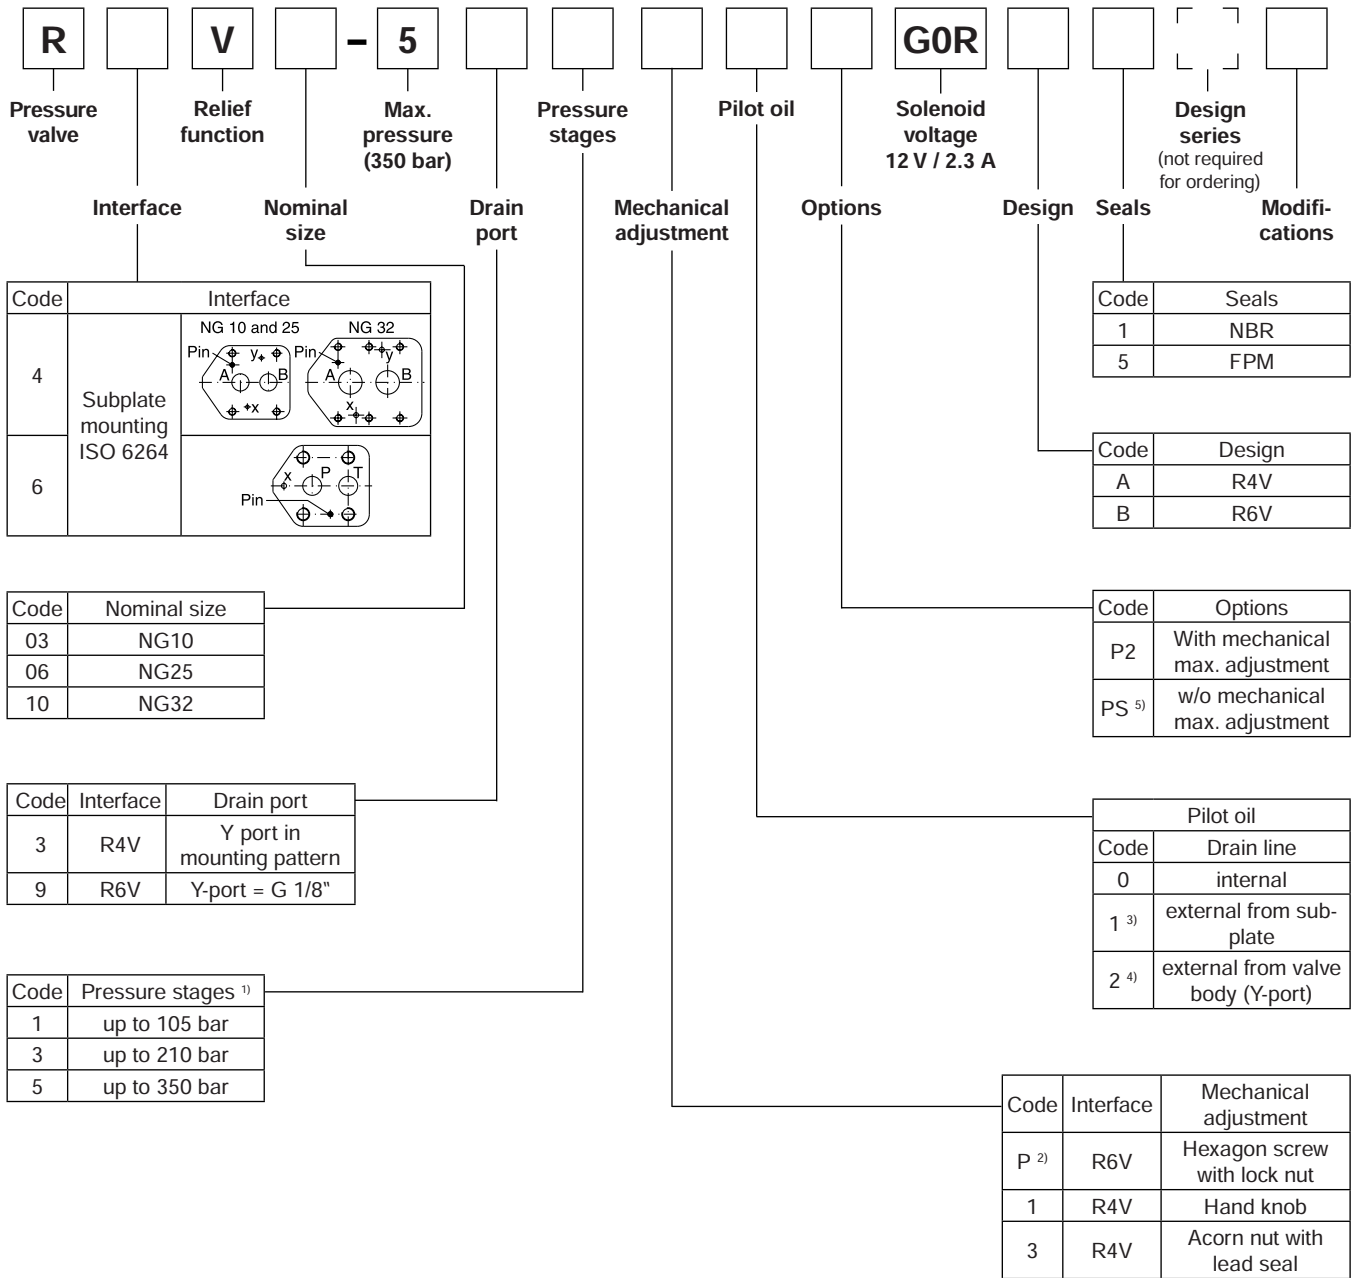 R V – 5 G0R
Pressure valve
Relief function
Max. pressure (350 bar)
Pressure stages
Pilot oil
Solenoid voltage 12 V / 2.3 A
Design series (not required for ordering)
Interface
Nominal size
Drain port
Mechanical adjustment
Options
Design
Seals
Modifi-
cations
Code Interface
4
Subplate mounting ISO 6264
NG 10 and 25
Pin y A B x
NG 32
Pin y A B x
6
x P T Pin
Code Nominal size
03 NG10
06 NG25
10 NG32
Code Interface Drain port
3 R4V Y port in mounting pattern
9 R6V Y-port = G 1/8‟
Code Pressure stages 1)
1 up to 105 bar
3 up to 210 bar
5 up to 350 bar
Code Seals
1 NBR
5 FPM
Code Design
A R4V
B R6V
Code Options
P2 With mechanical max. adjustment
PS 5) w/o mechanical max. adjustment
Pilot oil
Code Drain line
0 internal
1 3) external from sub-
plate
2 4) external from valve body (Y-port)
Code Interface Mechanical adjustment
P 2) R6V Hexagon screw with lock nut
1 R4V Hand knob
3 R4V Acorn nut with lead seal